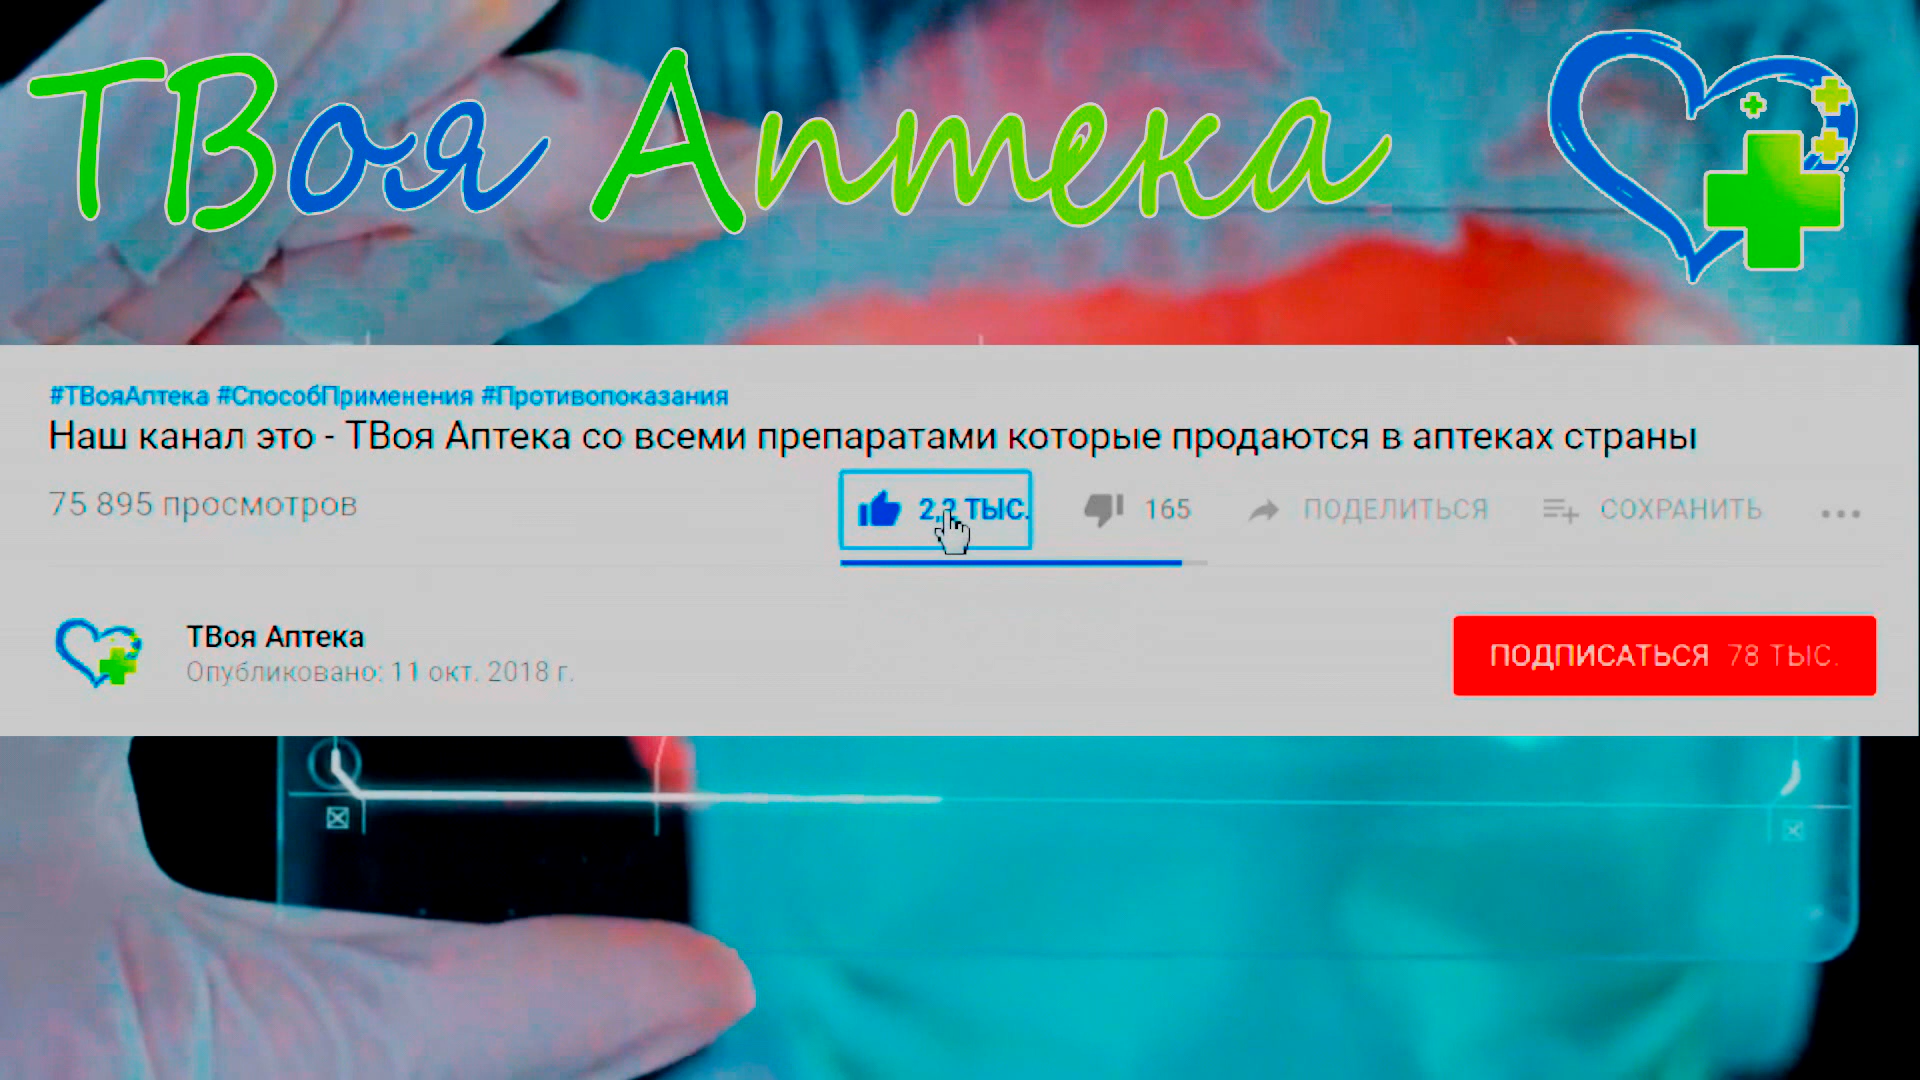 ТВоя Аптека
#ТВояАптека #СпособПрименения #Противопоказания
Наш канал это - ТВоя Аптека со всеми препаратами которые продаются в аптеках страны
75 895 просмотров
2,2 ТЫС.
165
ПОДЕЛИТЬСЯ
СОХРАНИТЬ
ТВоя Аптека
Опубликовано: 11 окт. 2018 г.
ПОДПИСАТЬСЯ 78 ТЫС.